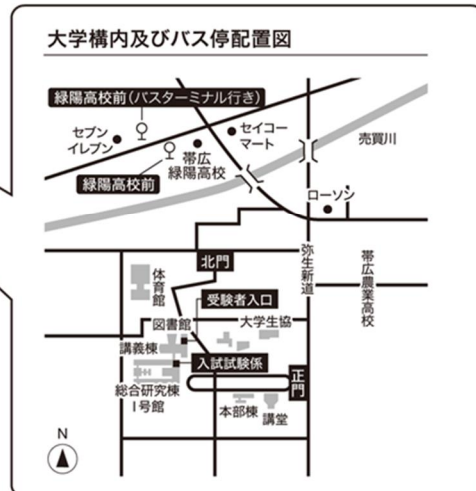 大学構内及びバス停配置図
緑陽高校前(バスターミナル行き)
セブン
イレブン
セイコー
マート
売買川
帯広
緑陽高校
緑陽高校前
ローソン
北門
弥生新道
帯広農業高校
体育館
受験者入口
図書館
大学生協
講義棟
入試試験係
正門
総合研究棟
I号館
本部棟
講堂
N